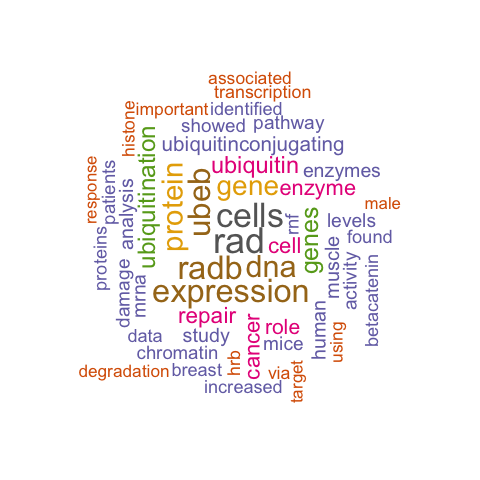 associated
transcription
important
identified
histone
showed
pathway
ubiquitinconjugating
ubiquitination
ubiquitin
enzymes
response
patients
analysis
protein
ubeb
gene
enzyme
male
cells
rnf
genes
levels
rad
cell
found
proteins
damage
mrna
radb
dna
muscle
activity
betacatenin
expression
repair
cancer
role
human
using
data
study
mice
chromatin
hrb
degradation
breast
via
target
increased